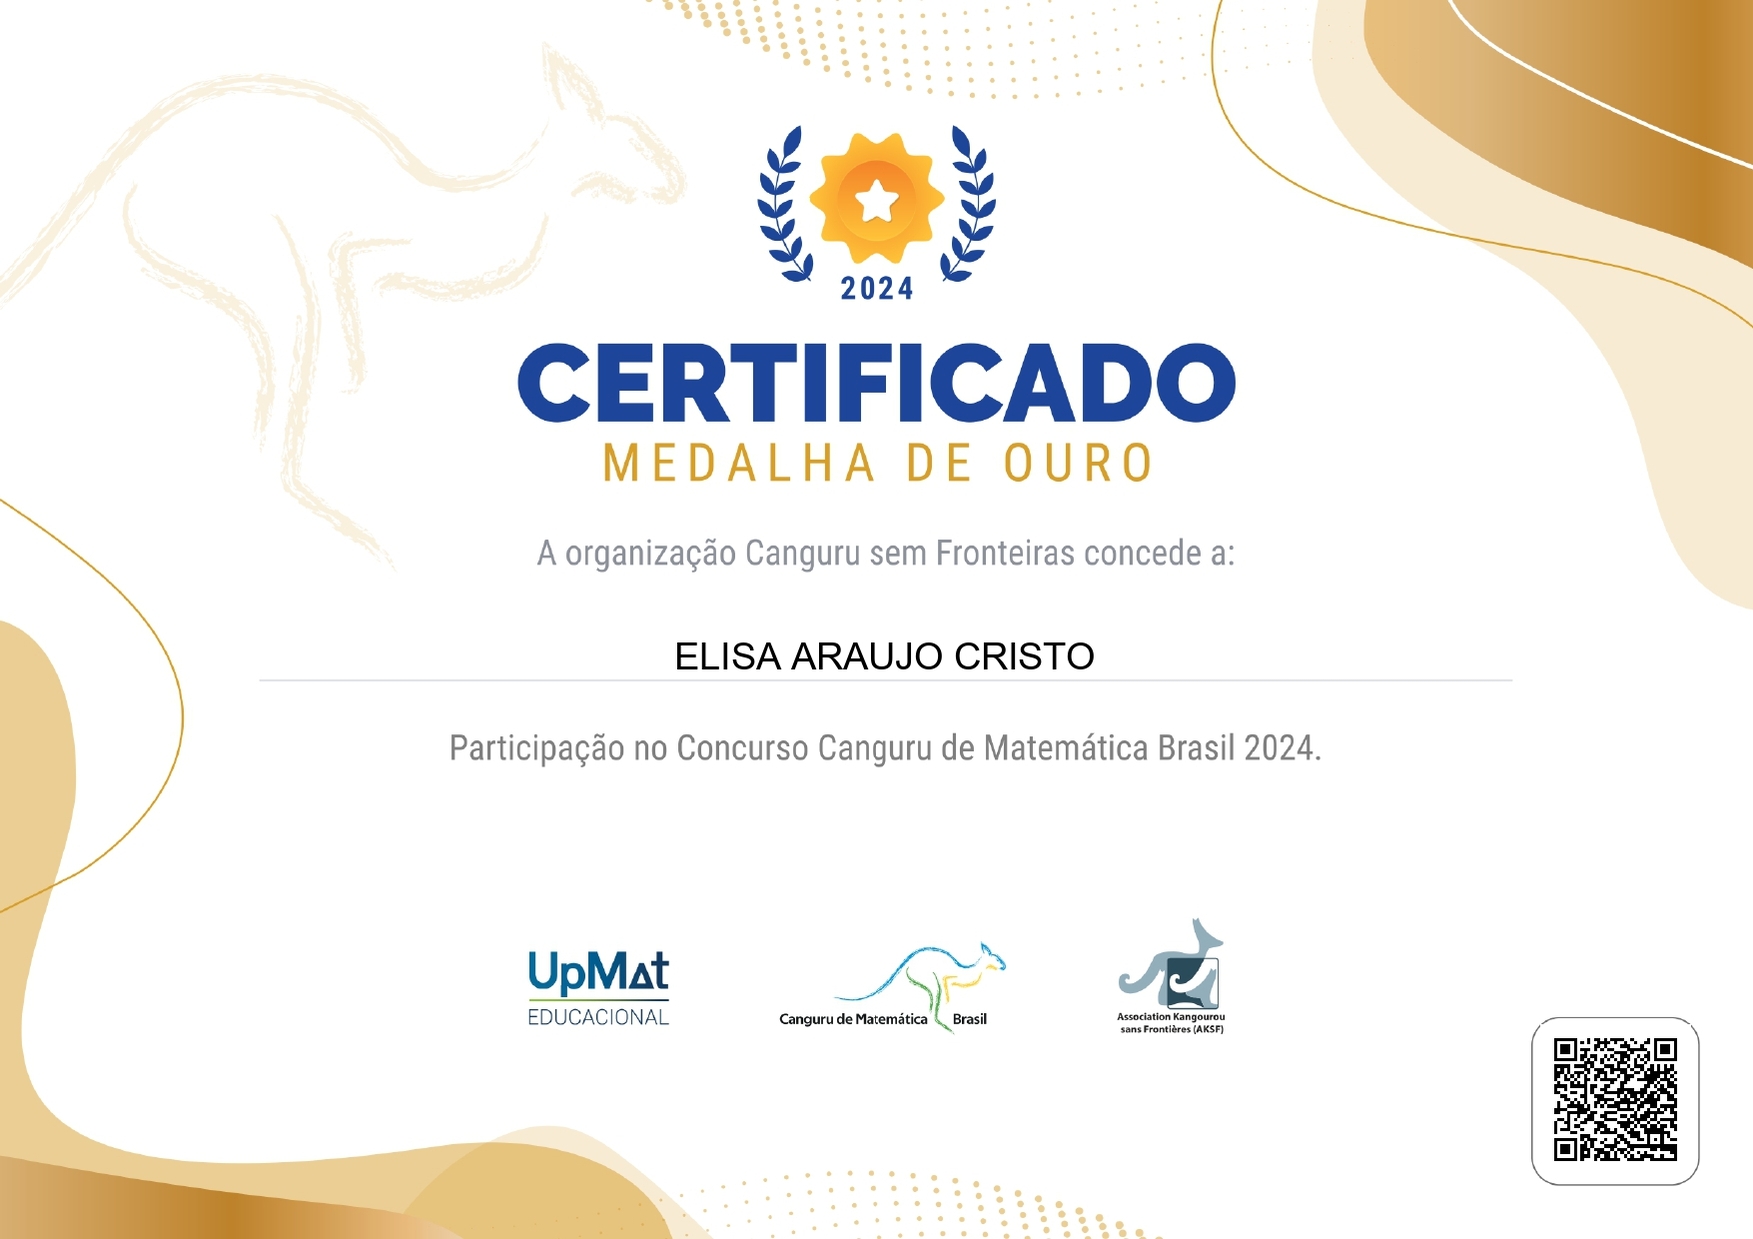 2024
CERTIFICADO
MEDALHA DE OURO
A organização Canguru sem Fronteiras concede a:
ELISA ARAUJO CRISTO
Participação no Concurso Canguru de Matemática Brasil 2024.
UpMat
EDUCACIONAL
Canguru de Matemática Brasil
Association Kangourou
sans Frontières (AKSF)